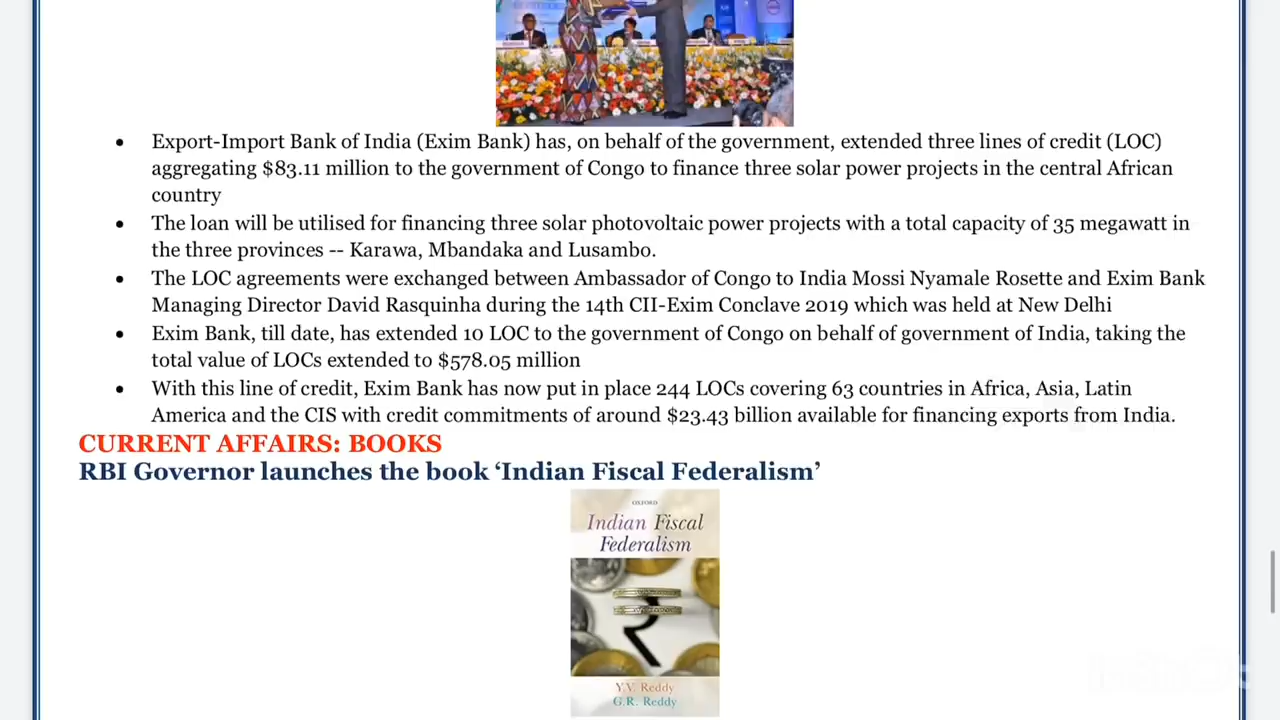 Export-Import Bank of India (Exim Bank) has, on behalf of the government, extended three lines of credit (LOC)
aggregating $83.11 million to the government of Congo to finance three solar power projects in the central African
country
The loan will be utilised for financing three solar photovoltaic power projects with a total capacity of 35 megawatt in
the three provinces -- Karawa, Mbandaka and Lusambo.
The LOC agreements were exchanged between Ambassador of Congo to India Mossi Nyamale Rosette and Exim Bank
Managing Director David Rasquinha during the 14th CII-Exim Conclave 2019 which was held at New Delhi
Exim Bank, till date, has extended 10 LOC to the government of Congo on behalf of government of India, taking the
total value of LOCs extended to $578.05 million
With this line of credit, Exim Bank has now put in place 244 LOCs covering 63 countries in Africa, Asia, Latin
America and the CIS with credit commitments of around $23.43 billion available for financing exports from India.
CURRENT AFFAIRS: BOOKS
RBI Governor launches the book ‘Indian Fiscal Federalism’
OXFORD
Indian Fiscal
Federalism
Y.V. Reddy
G.R. Reddy